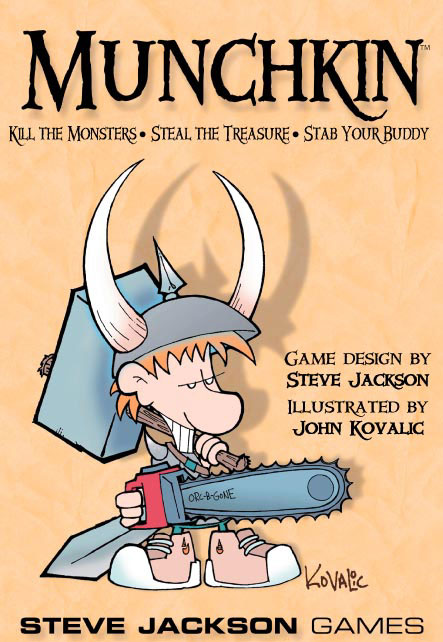 MUNCHKIN™
KILL THE MONSTERS • STEAL THE TREASURE • STAB YOUR BUDDY
GAME DESIGN BY
STEVE JACKSON
ILLUSTRATED BY
JOHN KOVALIC
ORC-B-GONE
KOVALIC
STEVE JACKSON GAMES